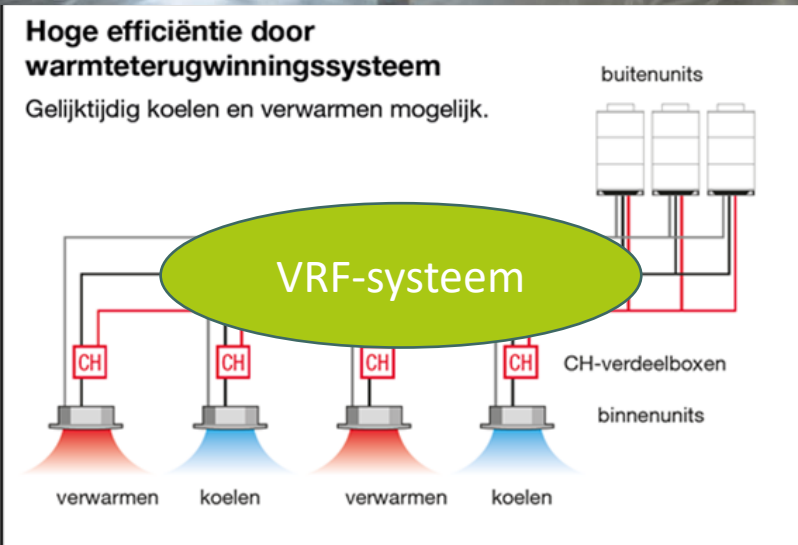 Hoge efficiëntie door
warmteterugwinningssysteem
Gelijktijdig koelen en verwarmen mogelijk.
buitenunits
VRF-systeem
CH CH CH CH
CH-verdeelboxen
binnenunits
verwarmen koelen verwarmen koelen